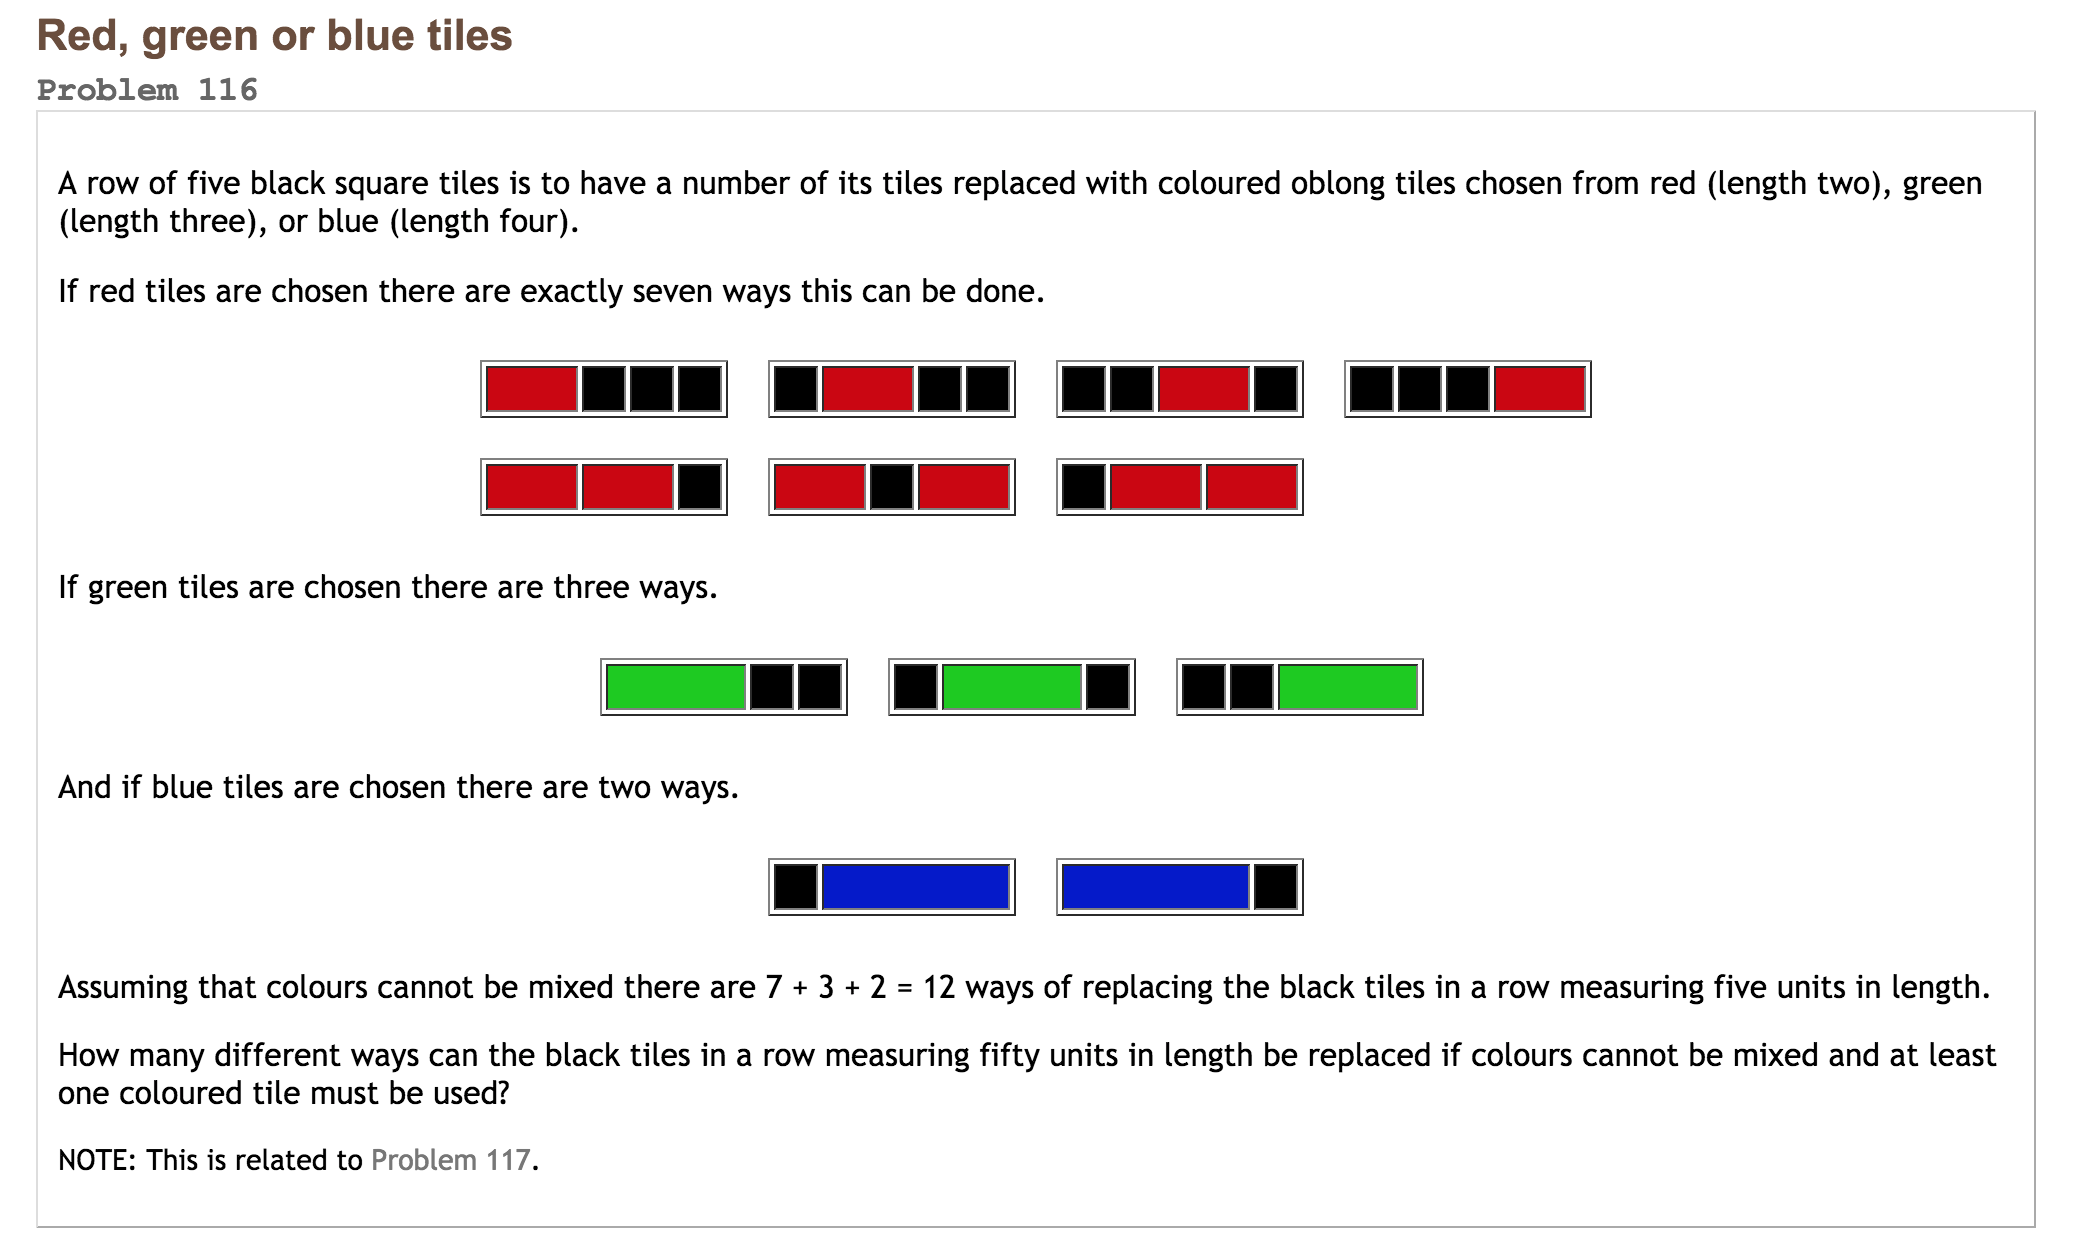 Red, green or blue tiles
Problem 116
A row of five black square tiles is to have a number of its tiles replaced with coloured oblong tiles chosen from red (length two), green
(length three), or blue (length four).
If red tiles are chosen there are exactly seven ways this can be done.
If green tiles are chosen there are three ways.
And if blue tiles are chosen there are two ways.
Assuming that colours cannot be mixed there are 7 + 3 + 2 = 12 ways of replacing the black tiles in a row measuring five units in length.
How many different ways can the black tiles in a row measuring fifty units in length be replaced if colours cannot be mixed and at least
one coloured tile must be used?
NOTE: This is related to Problem 117.